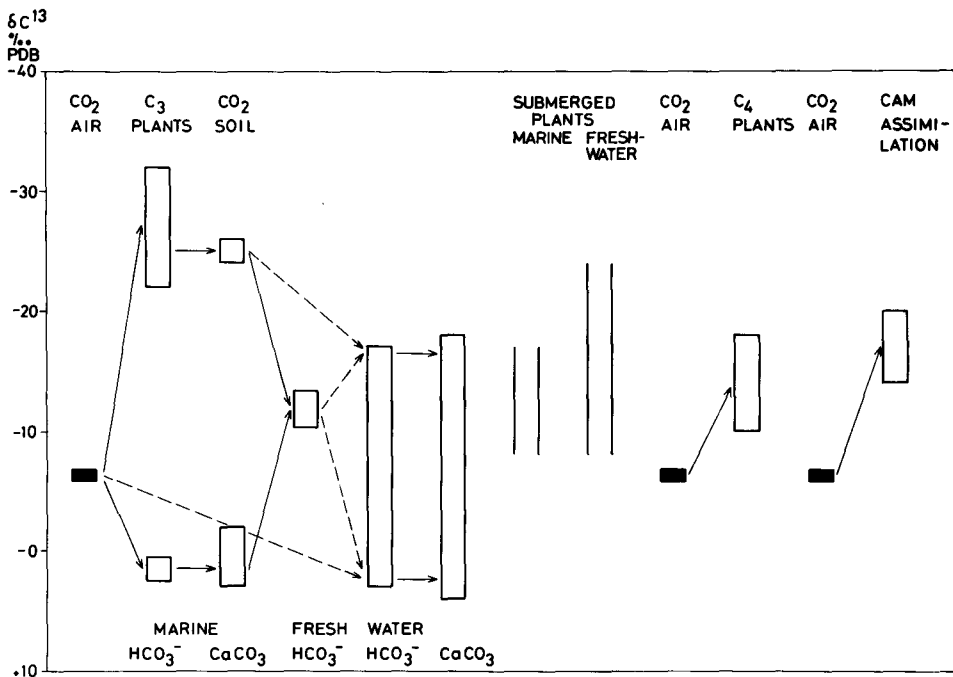 δC¹³
‰
PDB
-40
CO₂ C₃ CO₂ SUBMERGED CO₂ C₄ CO₂ CAM
AIR PLANTS SOIL PLANTS AIR PLANTS AIR ASSIMI-
MARINE FRESH- LATION
WATER
-30
-20
-10
-0
MARINE FRESH WATER
HCO₃⁻ CaCO₃ HCO₃⁻ HCO₃⁻ CaCO₃
+10